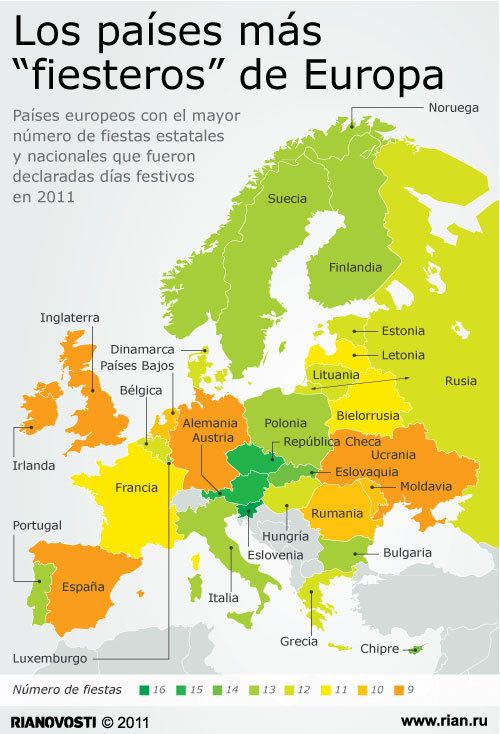 Los países más
“fiesteros” de Europa
Países europeos con el mayor
número de fiestas estatales
y nacionales que fueron
declaradas días festivos
en 2011
Noruega
Suecia
Finlandia
Inglaterra
Dinamarca
Países Bajos
Bélgica
Estonia
Letonia
Lituania
Rusia
Bielorrusia
Alemania
Austria
Polonia
República Checa
Eslovaquia
Ucrania
Moldavia
Irlanda
Francia
Rumania
Hungría
Portugal
Eslovenia
Bulgaria
España
Italia
Grecia
Chipre
Luxemburgo
Número de fiestas 16 15 14 13 12 11 10 9
RIANOVOSTI © 2011
www.rian.ru